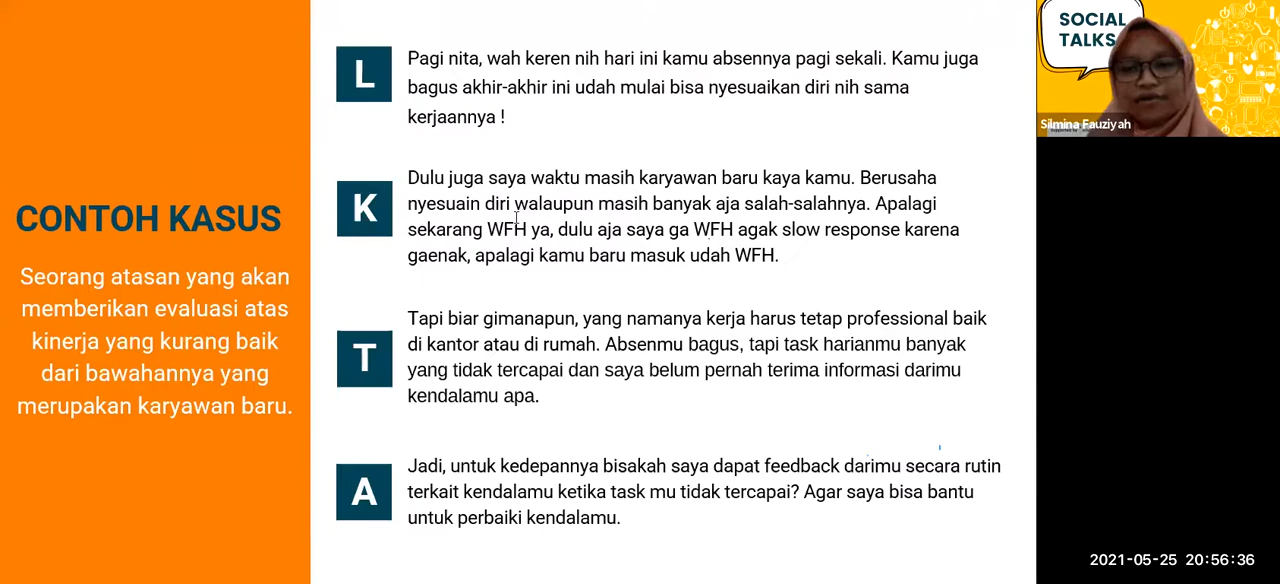 CONTOH KASUS
Seorang atasan yang akan
memberikan evaluasi atas
kinerja yang kurang baik
dari bawahannya yang
merupakan karyawan baru.
L
Pagi nita, wah keren nih hari ini kamu absennya pagi sekali. Kamu juga
bagus akhir-akhir ini udah mulai bisa nyesuaikan diri nih sama
kerjaannya !
K
Dulu juga saya waktu masih karyawan baru kaya kamu. Berusaha
nyesuain diri walaupun masih banyak aja salah-salahnya. Apalagi
sekarang WFH ya, dulu aja saya ga WFH agak slow response karena
gaenak, apalagi kamu baru masuk udah WFH.
T
Tapi biar gimanapun, yang namanya kerja harus tetap professional baik
di kantor atau di rumah. Absenmu bagus, tapi task harianmu banyak
yang tidak tercapai dan saya belum pernah terima informasi darimu
kendalamu apa.
A
Jadi, untuk kedepannya bisakah saya dapat feedback darimu secara rutin
terkait kendalamu ketika task mu tidak tercapai? Agar saya bisa bantu
untuk perbaiki kendalamu.
SOCIAL
TALKS
Silmina Fauziyah
2021-05-25 20:56:36